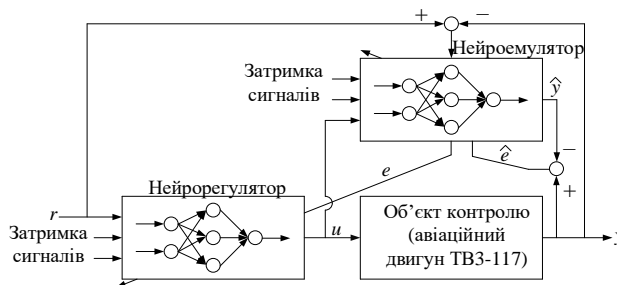 + −
Нейроемулятор
Затримка
сигналів
ŷ
−
ê
e
+
Нейрорегулятор
r
Затримка
сигналів
u
Об’єкт контролю
(авіаційний
двигун ТВ3-117)
y